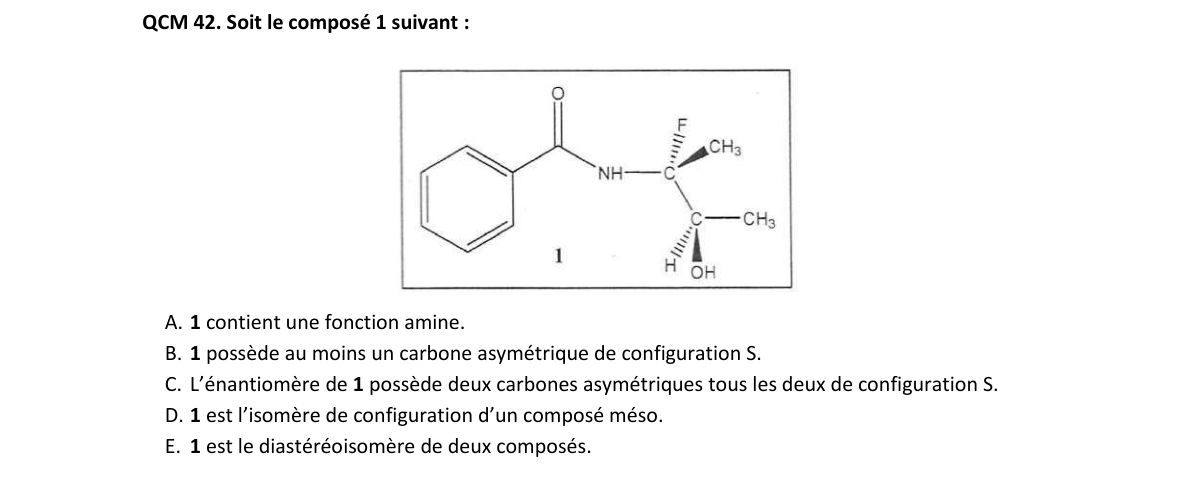 QCM 42. Soit le composé 1 suivant :
O
F
CH3
NH
C
C
CH3
H
OH
1
A. 1 contient une fonction amine.
B. 1 possède au moins un carbone asymétrique de configuration S.
C. L’énantiomère de 1 possède deux carbones asymétriques tous les deux de configuration S.
D. 1 est l’isomère de configuration d’un composé méso.
E. 1 est le diastéréoisomère de deux composés.